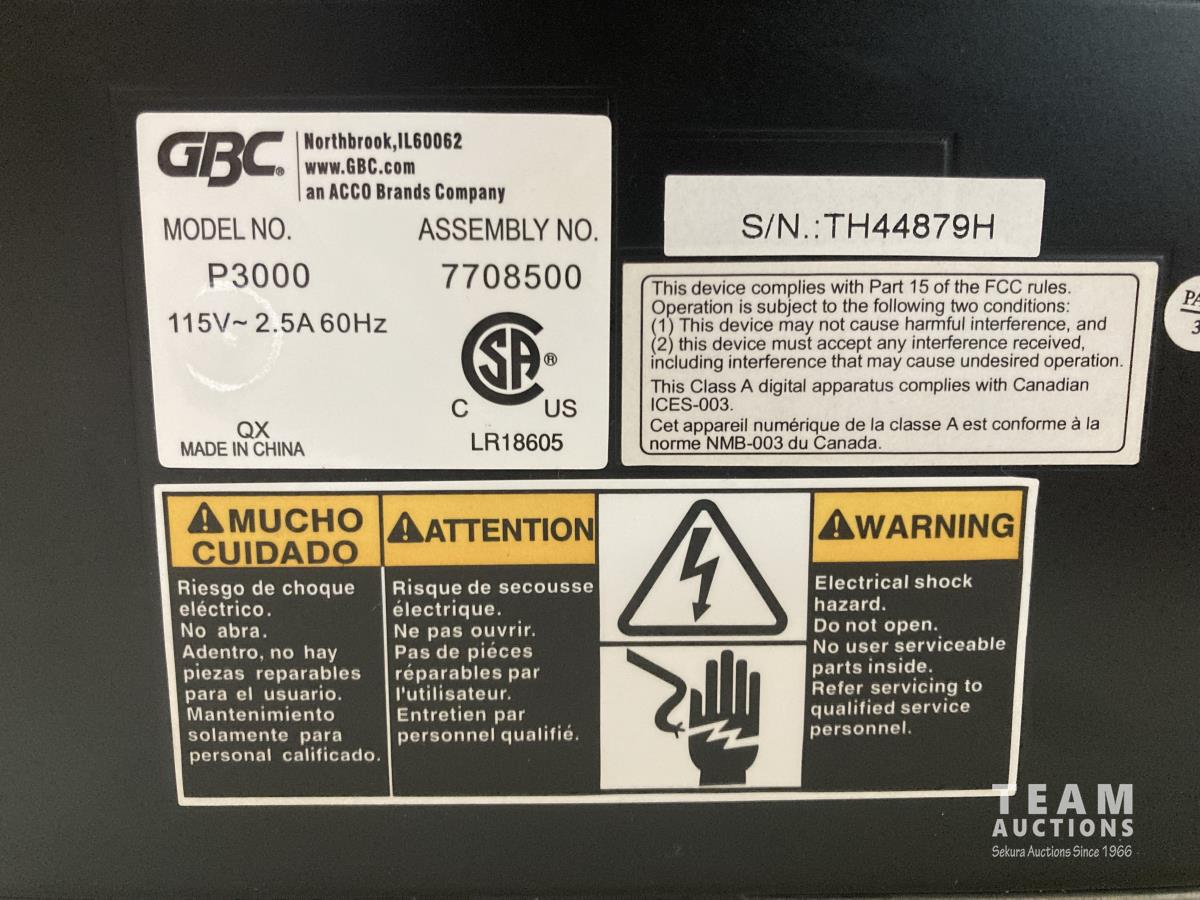 GBC®
Northbrook,IL60062
www.GBC.com
an ACCO Brands Company
MODEL NO.
ASSEMBLY NO.
P3000
7708500
115V~ 2.5A 60Hz
SA ®
C US
QX
MADE IN CHINA
LR18605
S/N.:TH44879H
This device complies with Part 15 of the FCC rules.
Operation is subject to the following two conditions:
(1) This device may not cause harmful interference, and
(2) this device must accept any interference received,
including interference that may cause undesired operation.
This Class A digital apparatus complies with Canadian
ICES-003.
Cet appareil numérique de la classe A est conforme à la
norme NMB-003 du Canada.
MUCHO
CUIDADO
Riesgo de choque
eléctrico.
No abra.
Adentro, no hay
piezas reparables
para el usuario.
Mantenimiento
solamente para
personal calificado.
ATTENTION
Risque de secousse
électrique.
Ne pas ouvrir.
Pas de piéces
réparables par
l'utilisateur.
Entretien par
personnel qualifié.
WARNING
Electrical shock
hazard.
Do not open.
No user serviceable
parts inside.
Refer servicing to
qualified service
personnel.
TEAM
AUCTIONS
Sekura Auctions Since 1966